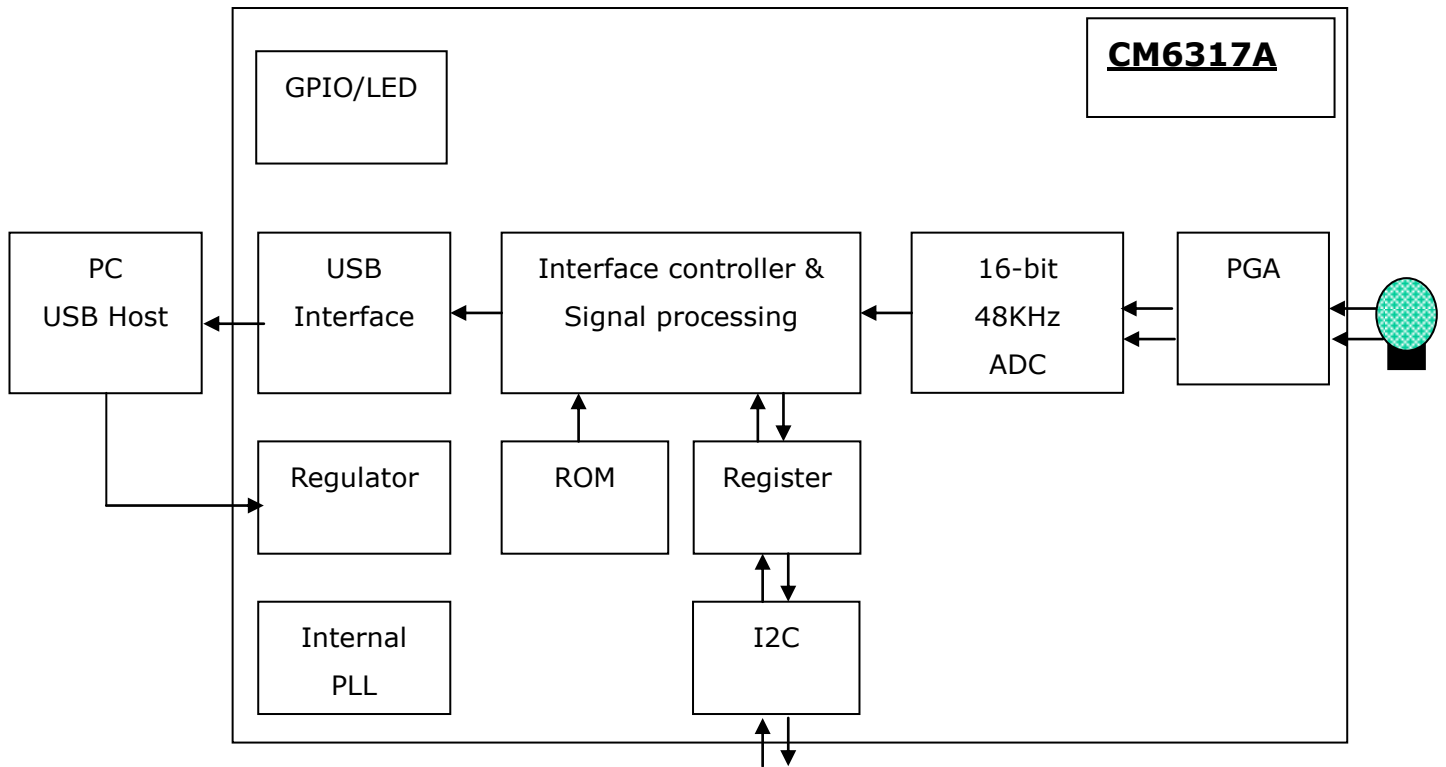 CM6317A
GPIO/LED
PC
USB Host
USB
Interface
Interface controller &
Signal processing
16-bit
48KHz
ADC
PGA
Regulator
ROM
Register
Internal
PLL
I2C